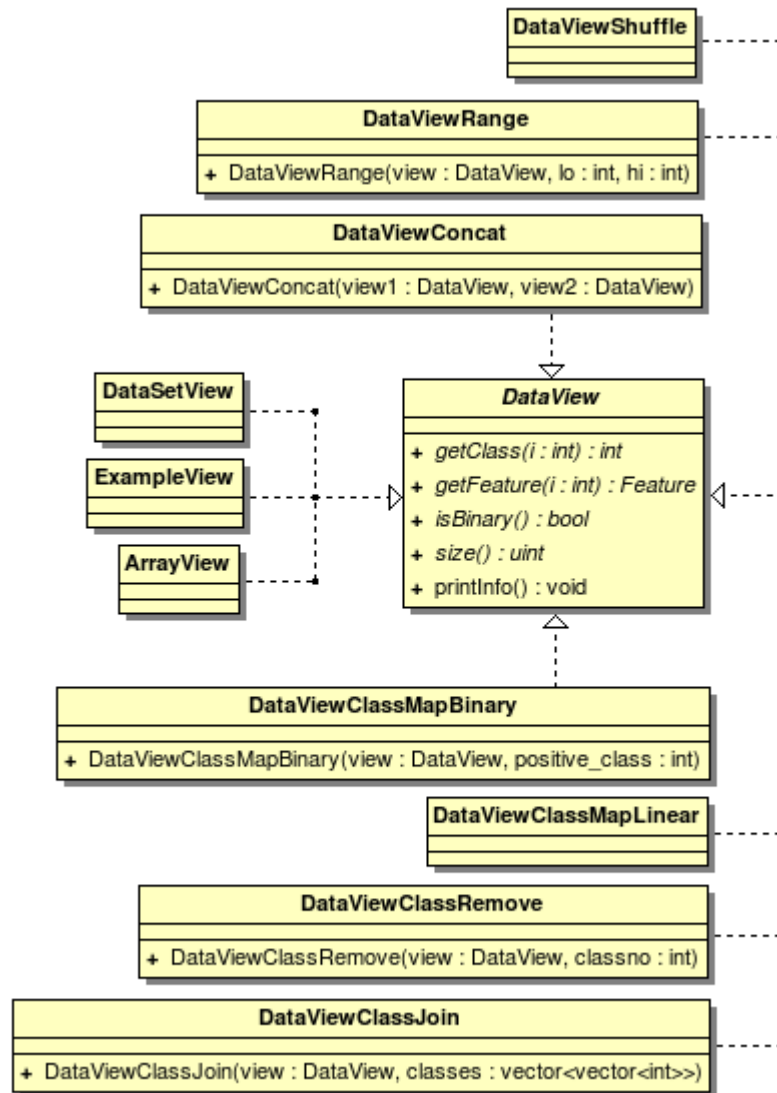 DataViewShuffle
DataViewRange
+ DataViewRange(view : DataView, lo : int, hi : int)
DataViewConcat
+ DataViewConcat(view1 : DataView, view2 : DataView)
DataSetView
ExampleView
ArrayView
DataView
+ getClass(i : int) : int
+ getFeature(i : int) : Feature
+ isBinary() : bool
+ size() : uint
+ printInfo() : void
DataViewClassMapBinary
+ DataViewClassMapBinary(view : DataView, positive_class : int)
DataViewClassMapLinear
DataViewClassRemove
+ DataViewClassRemove(view : DataView, classno : int)
DataViewClassJoin
+ DataViewClassJoin(view : DataView, classes : vector<vector<int>>)